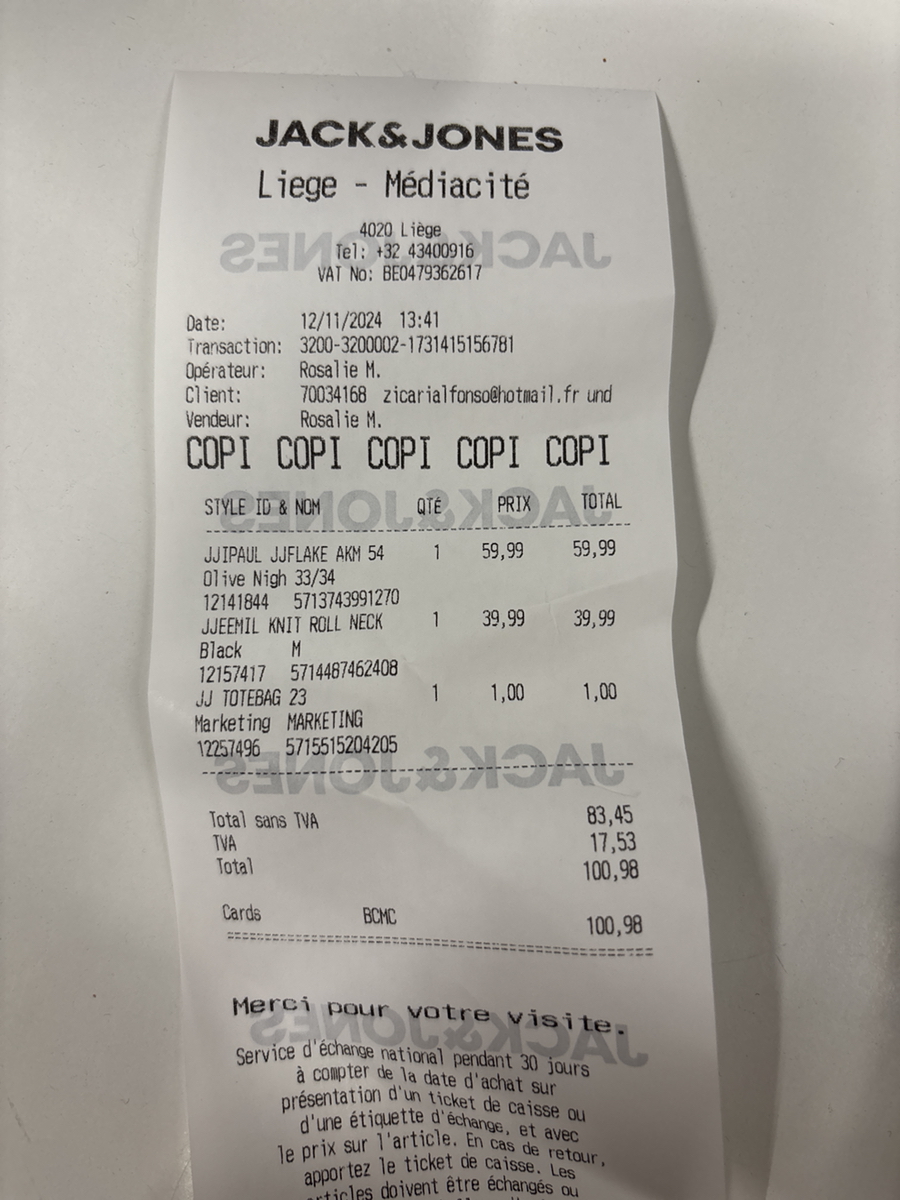 JACK&JONES
Liege - Médiacité
4020 Liège
Tel: +32 43400916
VAT No: BE0479362617
Date: 12/11/2024 13:41
Transaction: 3200-3200002-1731415156781
Opérateur: Rosalie M.
Client: 70034168 zicarialfonso@hotmail.fr und
Vendeur: Rosalie M.
COPI COPI COPI COPI COPI
STYLE ID & NOM QTÉ PRIX TOTAL
JJIPAUL JJFLAKE AKM 54 1 59,99 59,99
Olive Nigh 33/34
12141844 5713743991270
JJEEMIL KNIT ROLL NECK 1 39,99 39,99
Black M
12157417 5714487462408
JJ TOTEBAG 23 1 1,00 1,00
Marketing MARKETING
12257496 5715515204205
Total sans TVA 83,45
TVA 17,53
Total 100,98
Cards BCMC 100,98
Merci pour votre visite.
Service d'échange national pendant 30 jours
à compter de la date d'achat sur
présentation d'un ticket de caisse ou
d'une étiquette d'échange, et avec
le prix sur l'article. En cas de retour,
apportez le ticket de caisse. Les
articles doivent être échangés ou